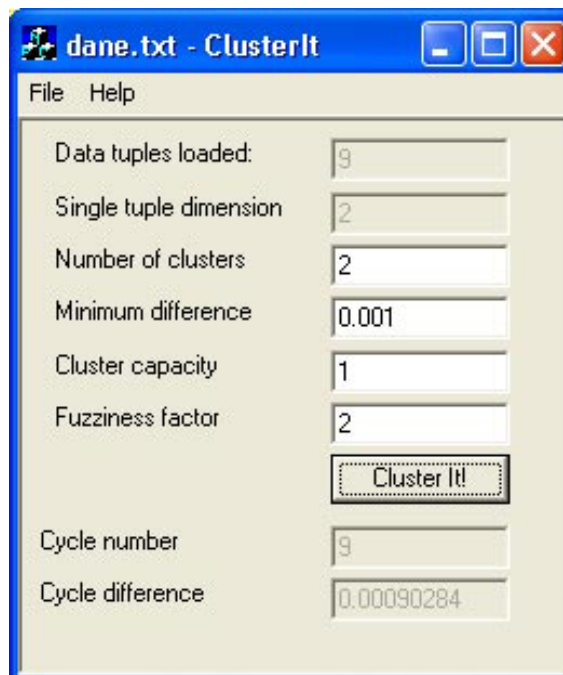 dane.txt - ClusterIt
File Help
Data tuples loaded: 9
Single tuple dimension 2
Number of clusters 2
Minimum difference 0.001
Cluster capacity 1
Fuzziness factor 2
Cluster It!
Cycle number 9
Cycle difference 0.00090284